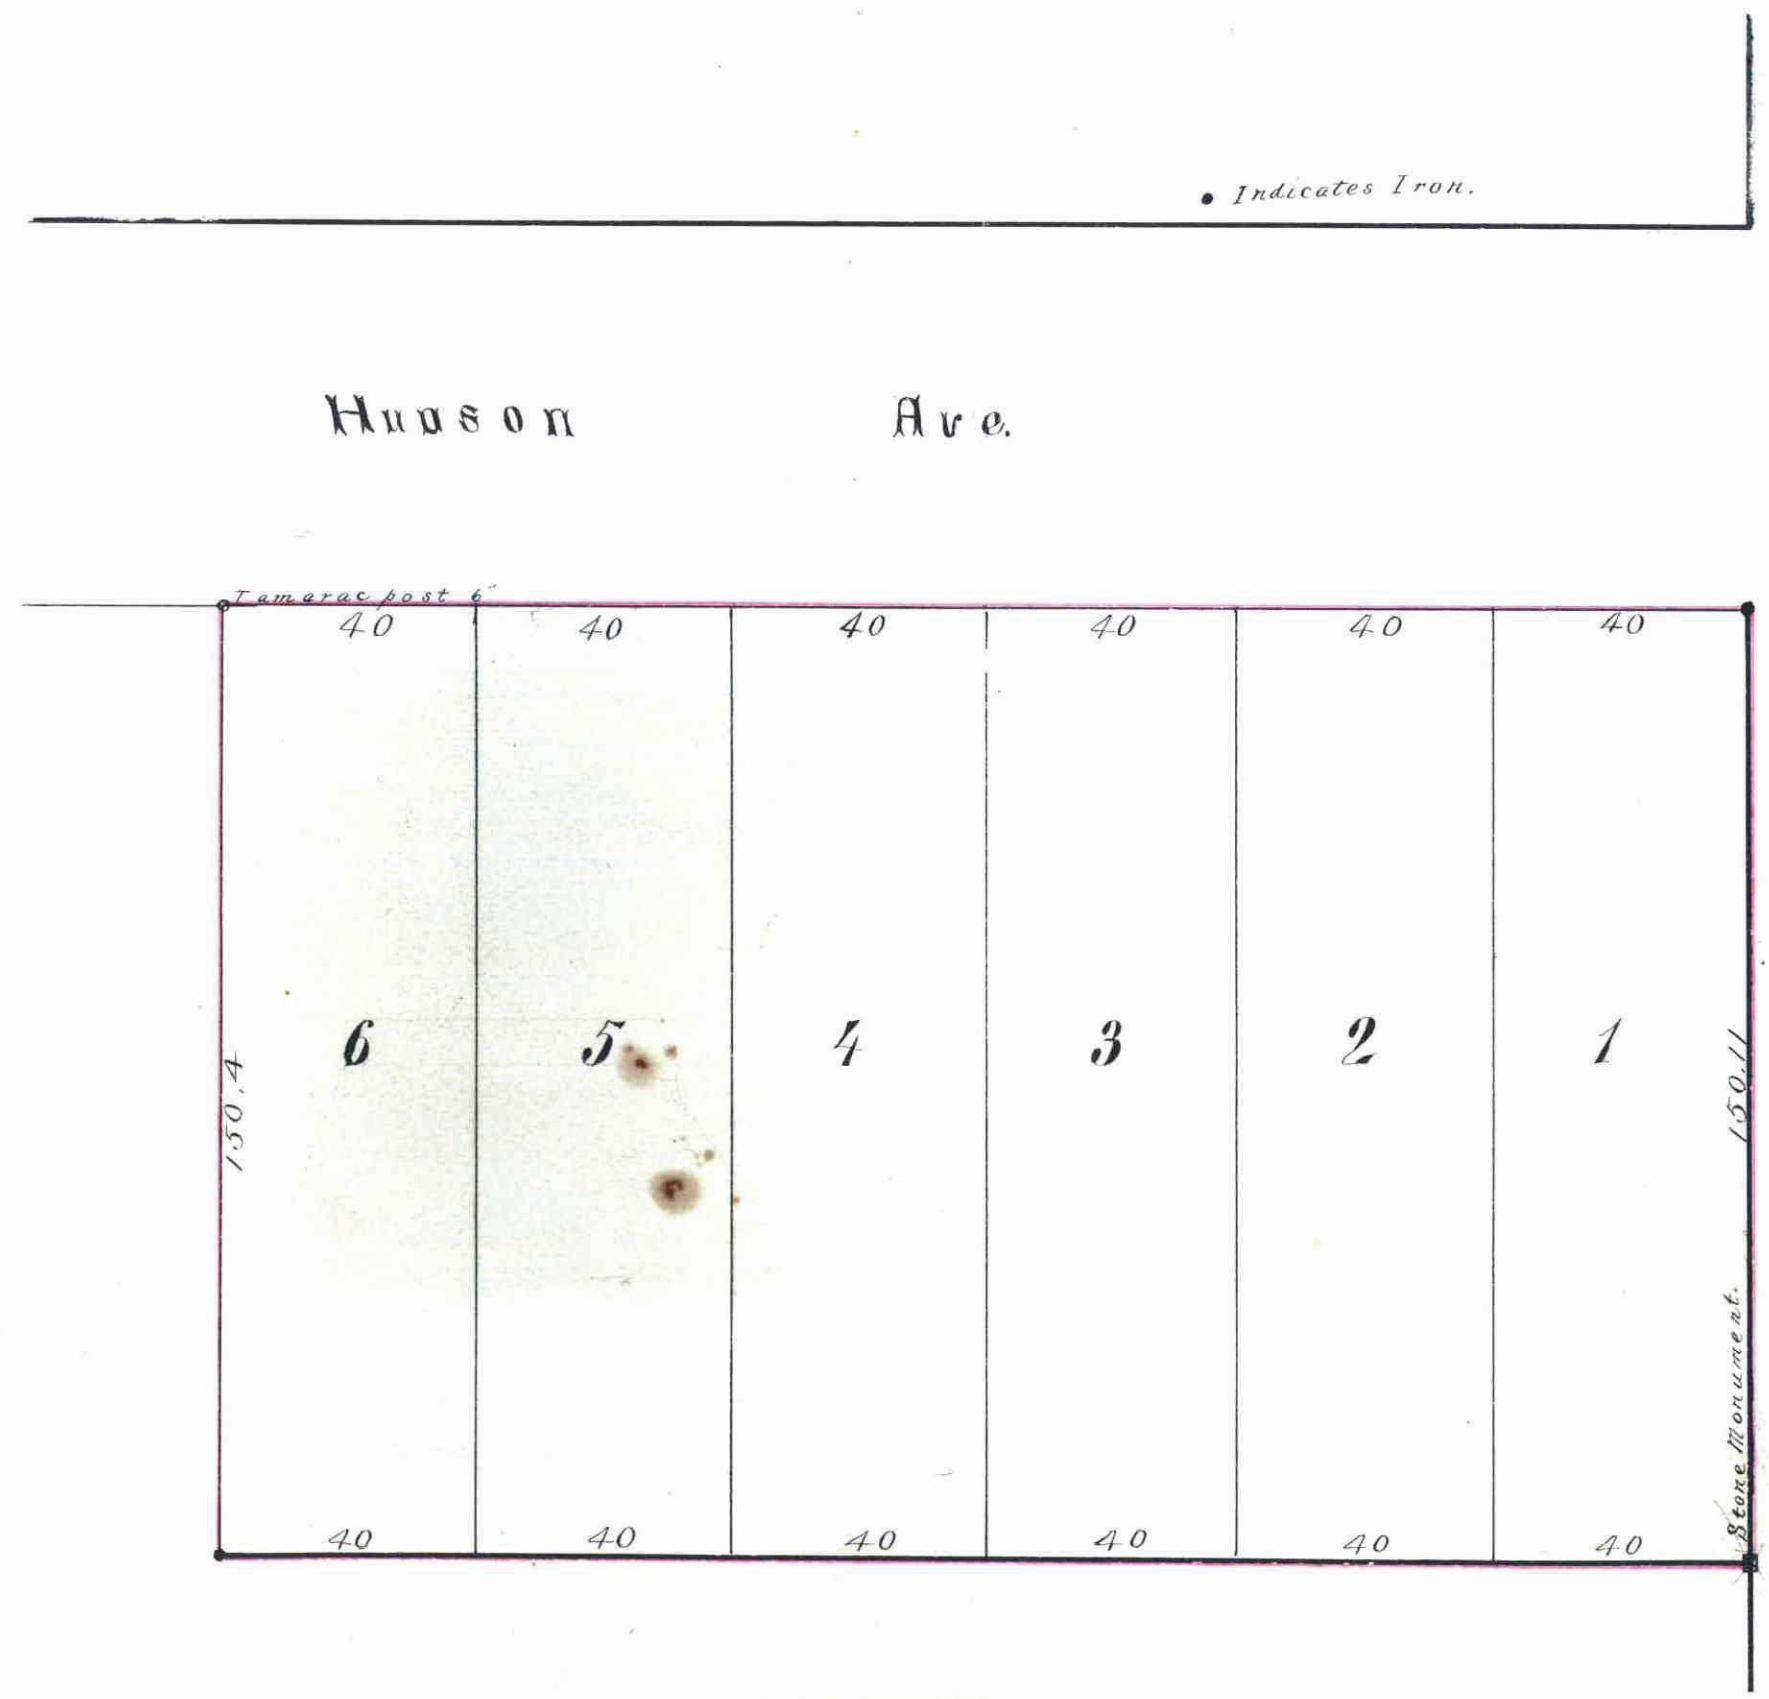 Indicates Iron.
Hudson Ave.
Tamarac post 6"
40 40 40 40 40 40
6 5 4 3 2 1
150.4
150.11
Stone Monument.
40 40 40 40 40 40